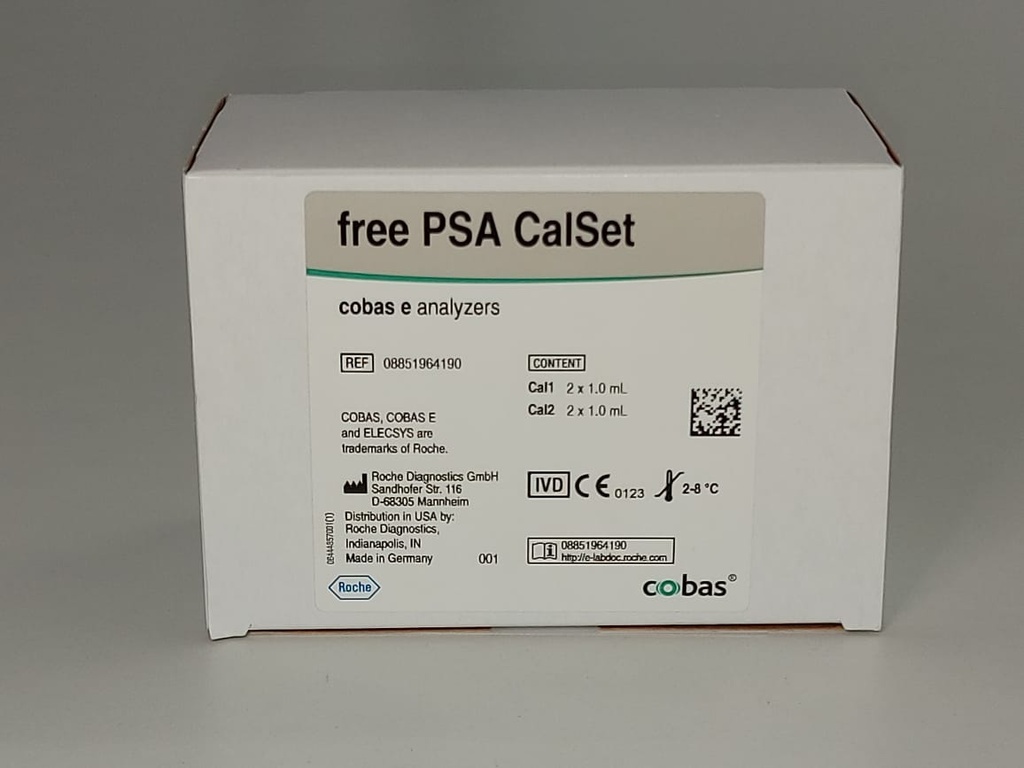 free PSA CalSet
cobas e analyzers
REF 08851964190
CONTENT
Cal1 2 x 1.0 mL
Cal2 2 x 1.0 mL
COBAS, COBAS E
and ELECSYS are
trademarks of Roche.
Roche Diagnostics GmbH
Sandhofer Str. 116
D-68305 Mannheim
Distribution in USA by:
Roche Diagnostics,
Indianapolis, IN
Made in Germany 001
IVD CE 0123 2-8 °C
08851964190
http://e-labdoc.roche.com
Roche
cobas®